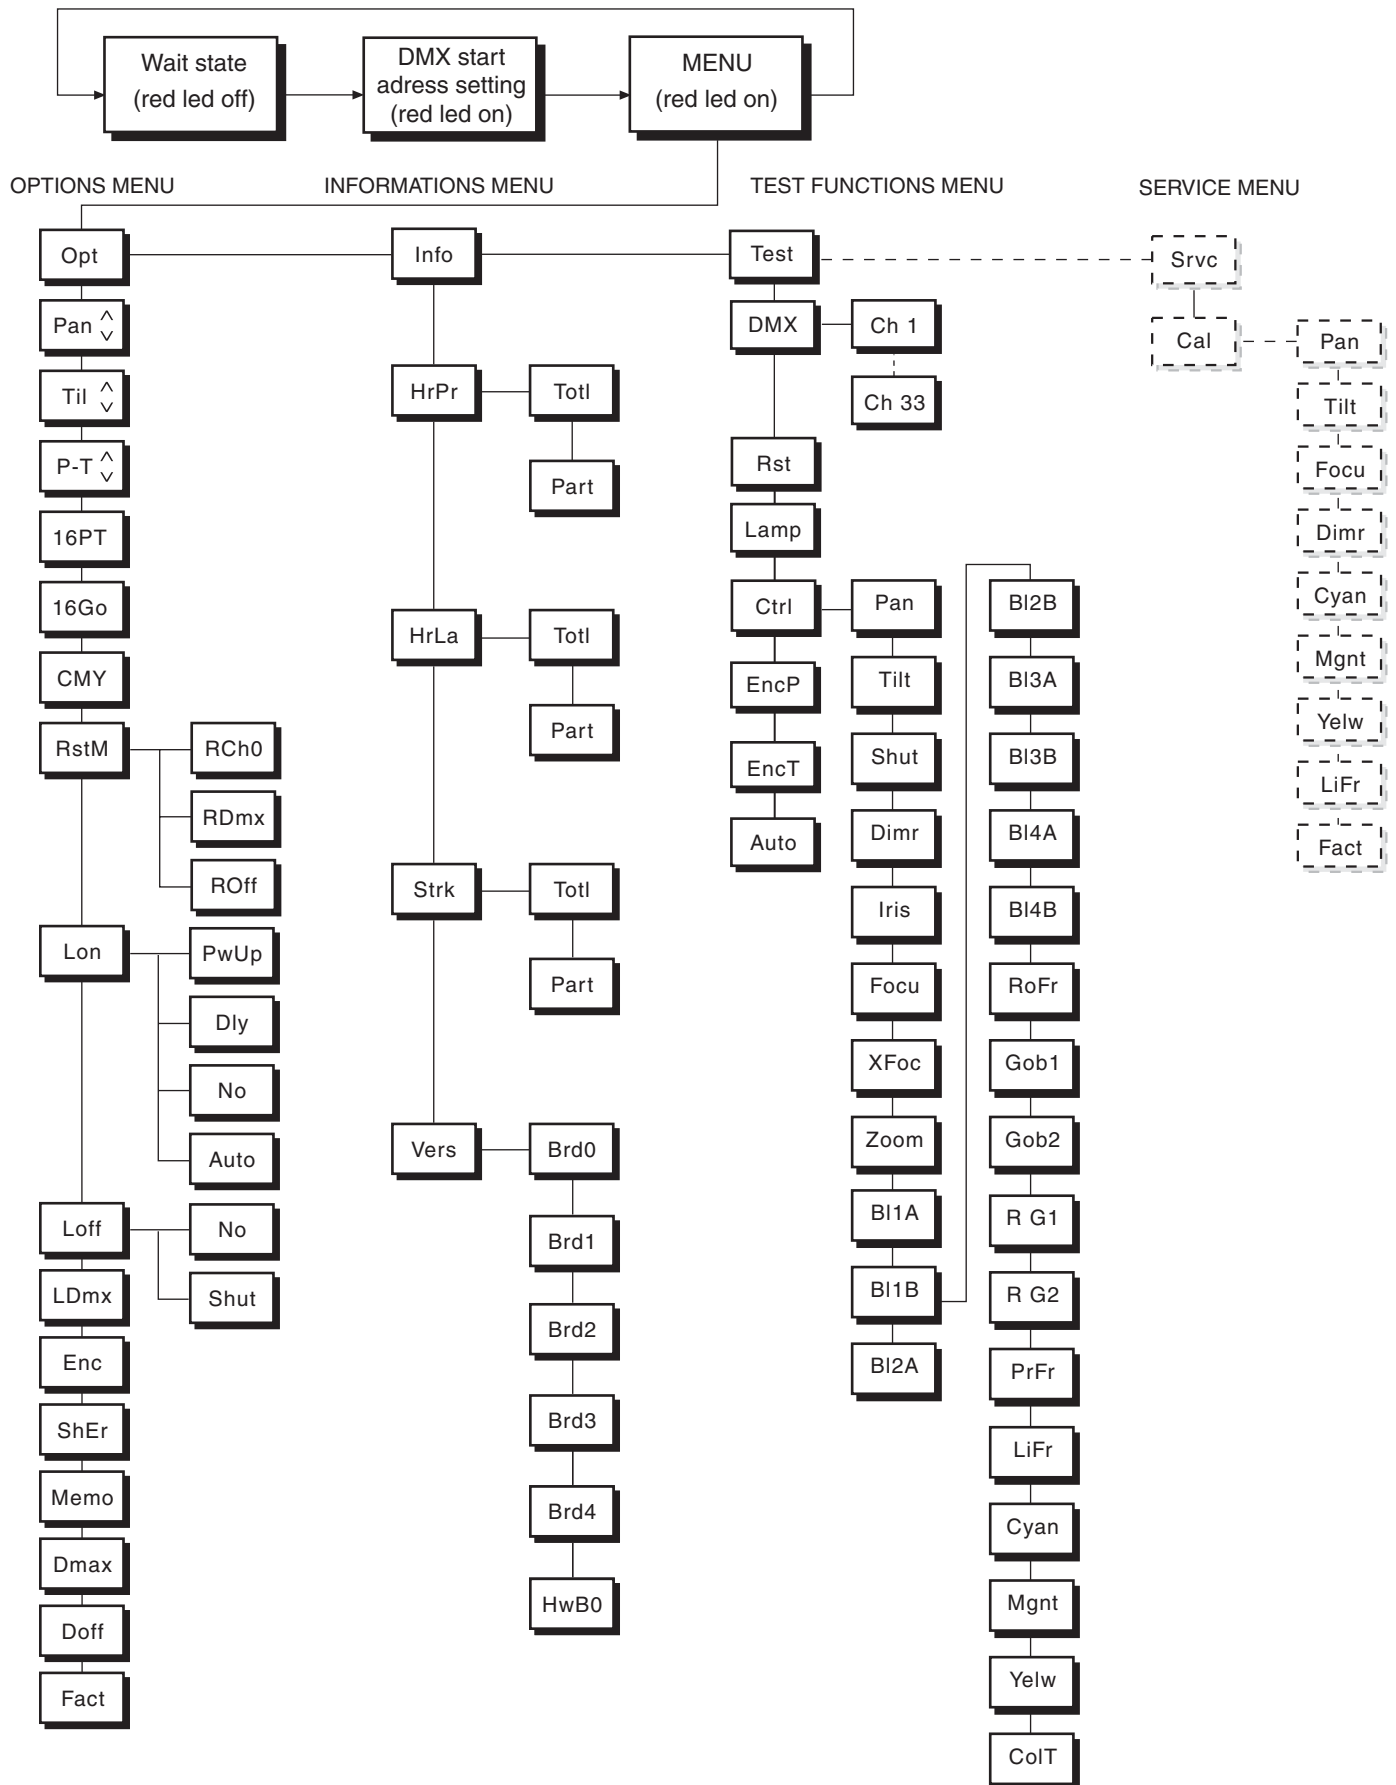 Wait state
(red led off)
DMX start
adress setting
(red led on)
MENU
(red led on)
OPTIONS MENU
INFORMATIONS MENU
TEST FUNCTIONS MENU
SERVICE MENU
Opt
Pan
Til
P-T
16PT
16Go
CMY
RstM
RCh0
RDmx
ROff
Lon
PwUp
Dly
No
Auto
Loff
No
Shut
LDmx
Enc
ShEr
Memo
Dmax
Doff
Fact
Info
HrPr
Totl
Part
HrLa
Totl
Part
Strk
Totl
Part
Vers
Brd0
Brd1
Brd2
Brd3
Brd4
HwB0
Test
DMX
Ch 1
Ch 33
Rst
Lamp
Ctrl
EncP
EncT
Auto
Pan
Tilt
Shut
Dimr
Iris
Focu
XFoc
Zoom
Bl1A
Bl1B
Bl2A
Bl2B
Bl3A
Bl3B
Bl4A
Bl4B
RoFr
Gob1
Gob2
R G1
R G2
PrFr
LiFr
Cyan
Mgnt
Yelw
ColT
Srvc
Cal
Pan
Tilt
Focu
Dimr
Cyan
Mgnt
Yelw
LiFr
Fact